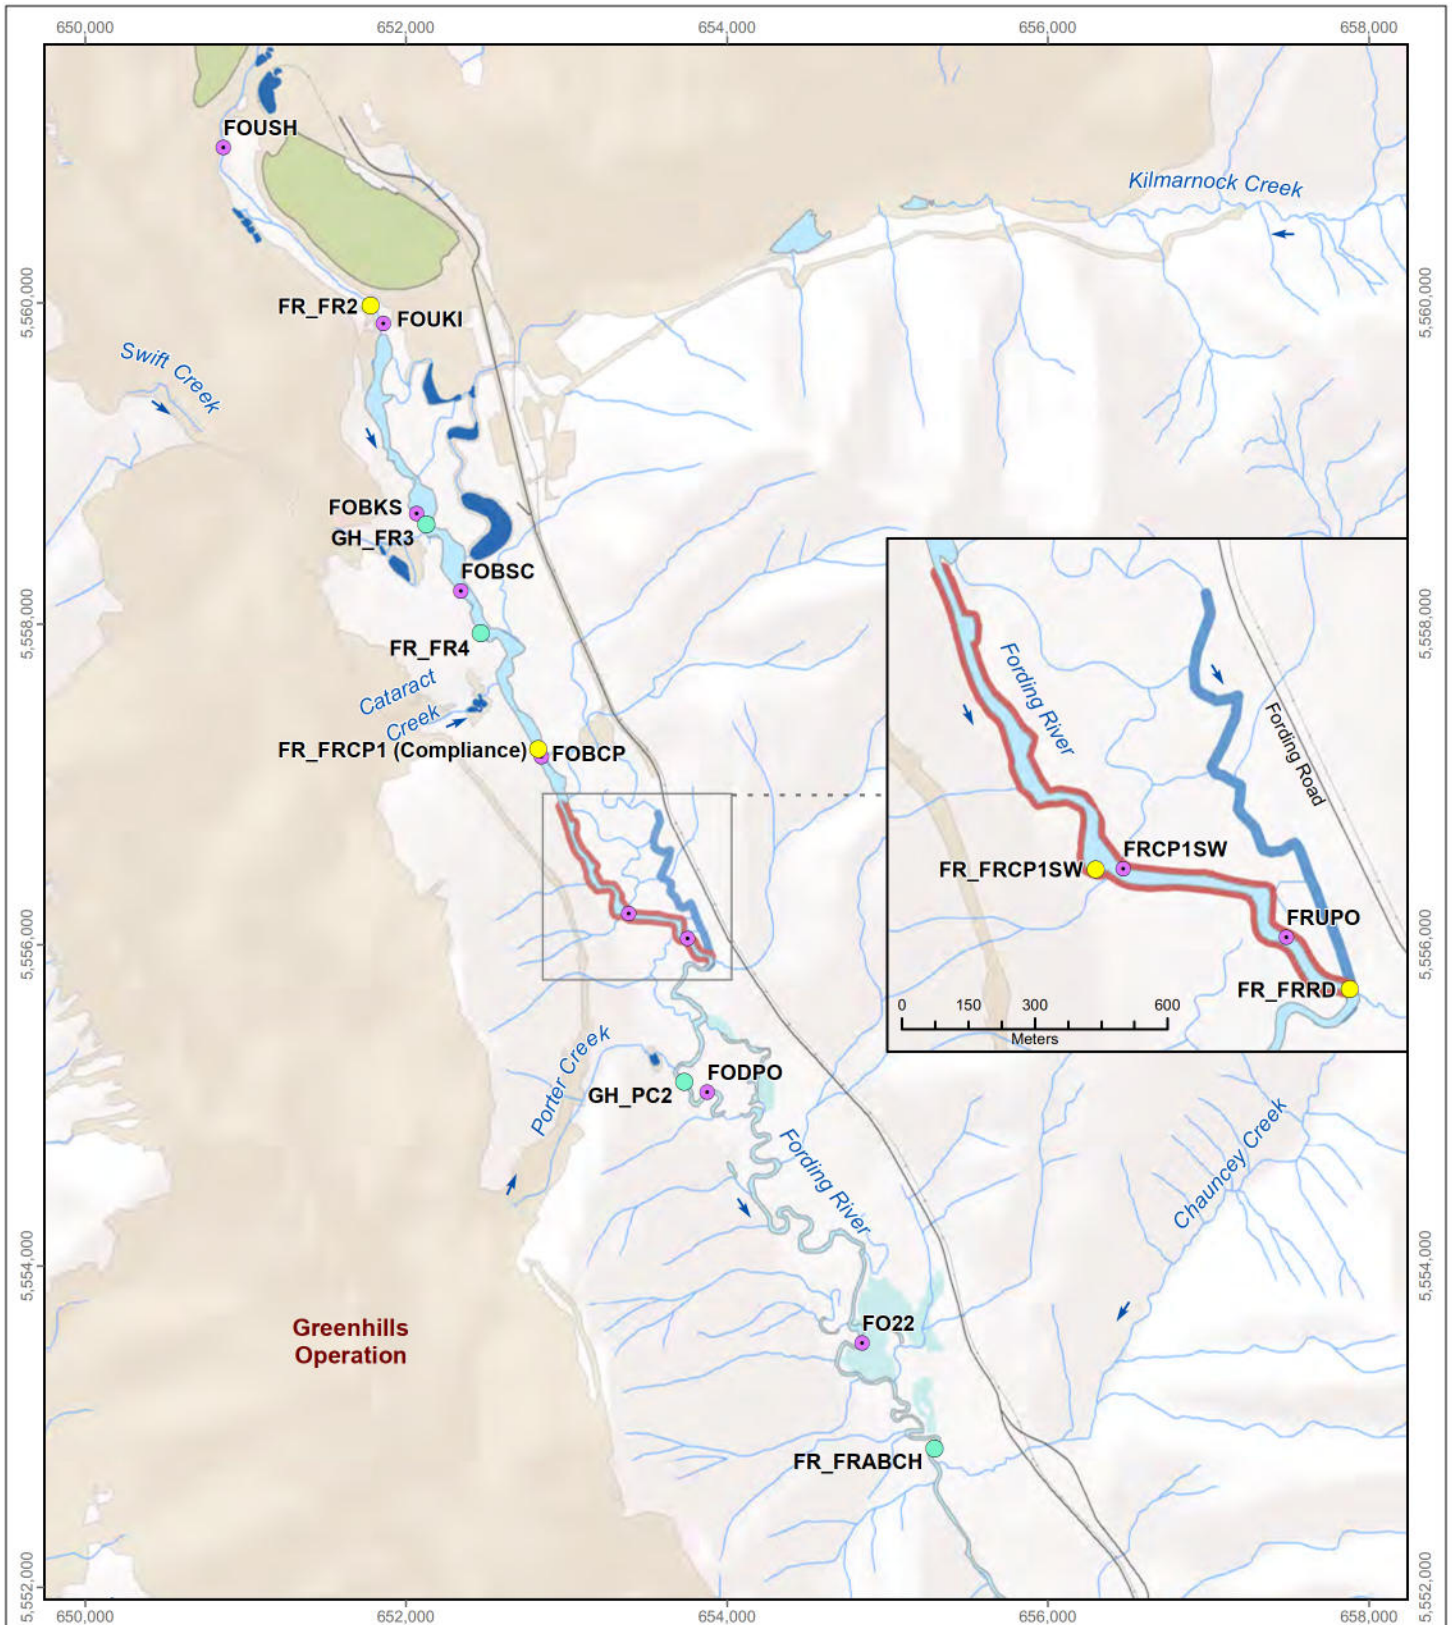 650,000
652,000
654,000
656,000
658,000
FOUSH
Kilmarnock Creek
5,560,000
5,560,000
FR_FR2
FOUKI
Swift Creek
FOBKS
GH_FR3
FOBSC
5,558,000
5,558,000
FR_FR4
Cataract
Creek
FR_FRCP1 (Compliance)
FOBCP
Fording River
Fording Road
FRCP1SW
FR_FRCP1SW
FRUPO
FR_FRRD
0
150
300
600
Meters
5,556,000
5,556,000
Porter Creek
FODPO
GH_PC2
Fording River
Chauncey Creek
5,554,000
5,554,000
Greenhills
Operation
FO22
FR_FRABCH
5,552,000
5,552,000
650,000
652,000
654,000
656,000
658,000